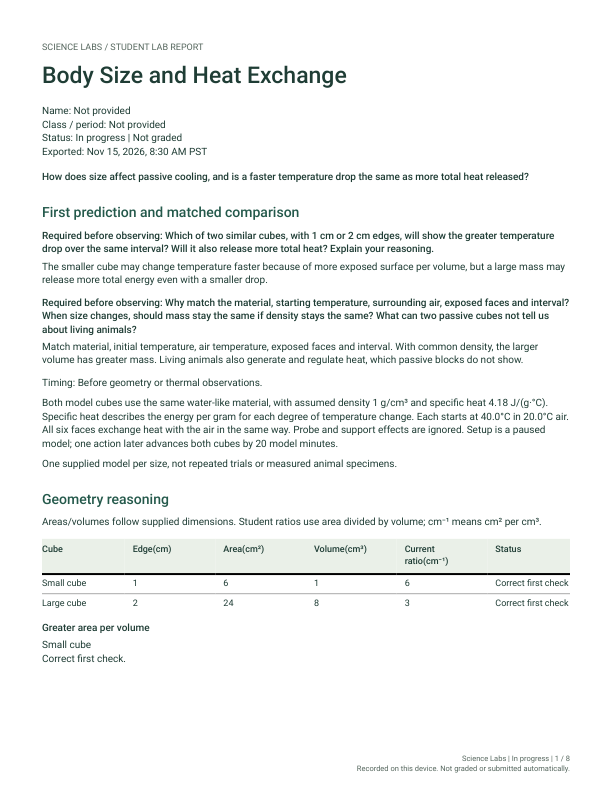 SCIENCE LABS / STUDENT LAB REPORT
Body Size and Heat Exchange
Name: Not provided
Class / period: Not provided
Status: In progress | Not graded
Exported: Nov 15, 2026, 8:30 AM PST
How does size affect passive cooling, and is a faster temperature drop the same as more total heat released?
First prediction and matched comparison
Required before observing: Which of two similar cubes, with 1 cm or 2 cm edges, will show the greater temperature
drop over the same interval? Will it also release more total heat? Explain your reasoning.
The smaller cube may change temperature faster because of more exposed surface per volume, but a large mass may
release more total energy even with a smaller drop.
Required before observing: Why match the material, starting temperature, surrounding air, exposed faces and interval?
When size changes, should mass stay the same if density stays the same? What can two passive cubes not tell us
about living animals?
Match material, initial temperature, air temperature, exposed faces and interval. With common density, the larger
volume has greater mass. Living animals also generate and regulate heat, which passive blocks do not show.
Timing: Before geometry or thermal observations.
Both model cubes use the same water-like material, with assumed density 1 g/cm³ and specific heat 4.18 J/(g·°C).
Specific heat describes the energy per gram for each degree of temperature change. Each starts at 40.0°C in 20.0°C air.
All six faces exchange heat with the air in the same way. Probe and support effects are ignored. Setup is a paused
model; one action later advances both cubes by 20 model minutes.
One supplied model per size, not repeated trials or measured animal specimens.
Geometry reasoning
Areas/volumes follow supplied dimensions. Student ratios use area divided by volume; cm⁻¹ means cm² per cm³.
Cube Edge(cm) Area(cm²) Volume(cm³) Current Status
ratio(cm⁻¹)
Small cube 1 6 1 6 Correct first check
Large cube 2 24 8 3 Correct first check
Greater area per volume
Small cube
Correct first check.
Science Labs | In progress | 1 / 8
Recorded on this device. Not graded or submitted automatically.